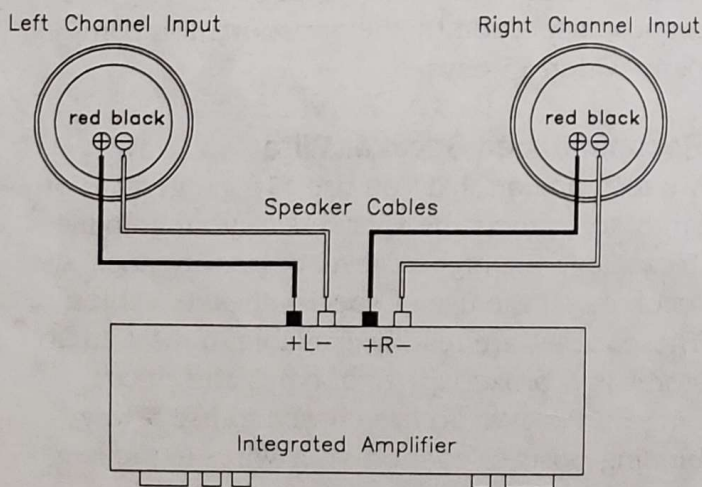 Left Channel Input
Right Channel Input
red black
red black
⊕ ⊖
⊕ ⊖
Speaker Cables
+L− +R−
Integrated Amplifier